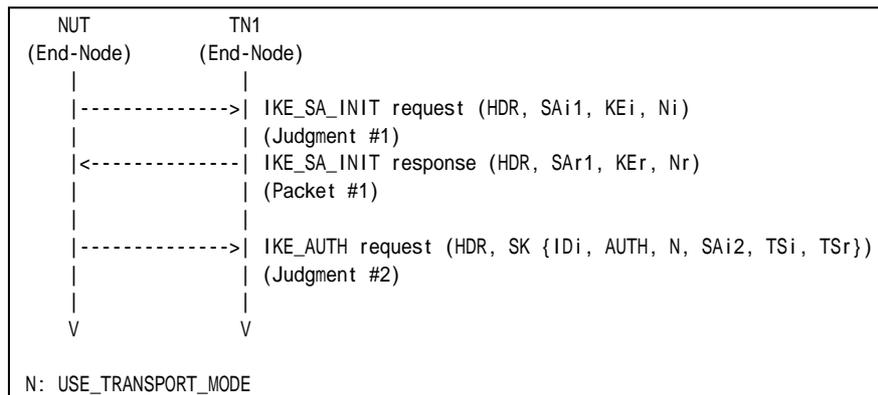 NUT TN1
(End-Node) (End-Node)
| |
|-------------->| IKE_SA_INIT request (HDR, SAi1, KEi, Ni)
| | (Judgment #1)
|<--------------| IKE_SA_INIT response (HDR, SAr1, KEr, Nr)
| | (Packet #1)
| |
|-------------->| IKE_AUTH request (HDR, SK {IDi, AUTH, N, SAi2, TSi, TSr})
| | (Judgment #2)
| |
V V
N: USE_TRANSPORT_MODE